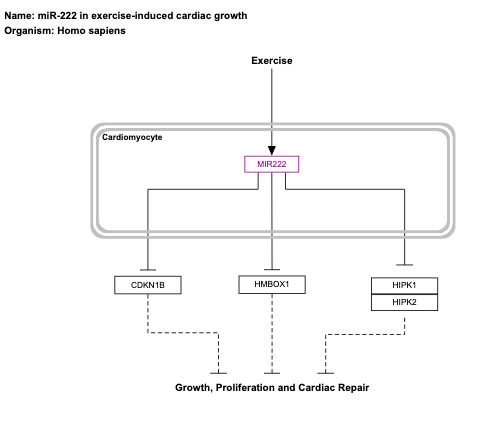 Name: miR-222 in exercise-induced cardiac growth
Organism: Homo sapiens
Exercise
Cardiomyocyte
MIR222
CDKN1B
HMBOX1
HIPK1
HIPK2
Growth, Proliferation and Cardiac Repair